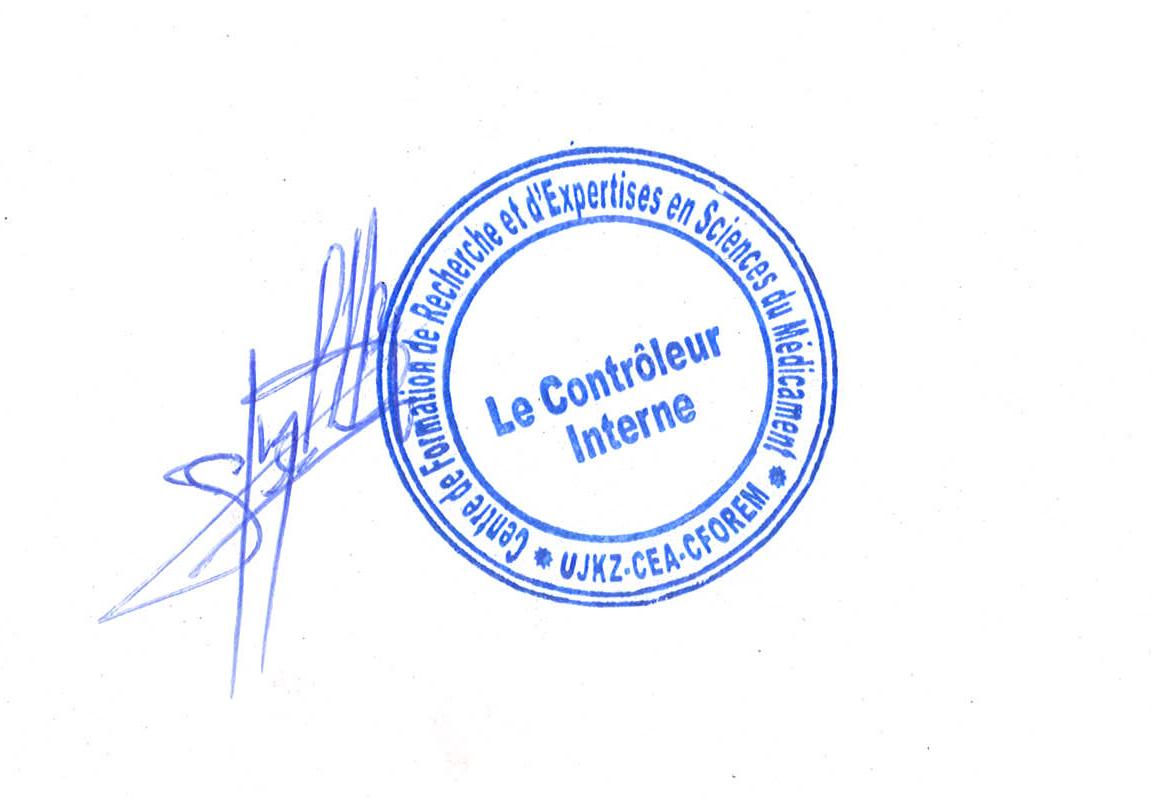 Centre de Formation de Recherche et d'Expertises en Sciences du Médicament
Le Contrôleur
Interne
* UJKZ-CEA-CFOREM *